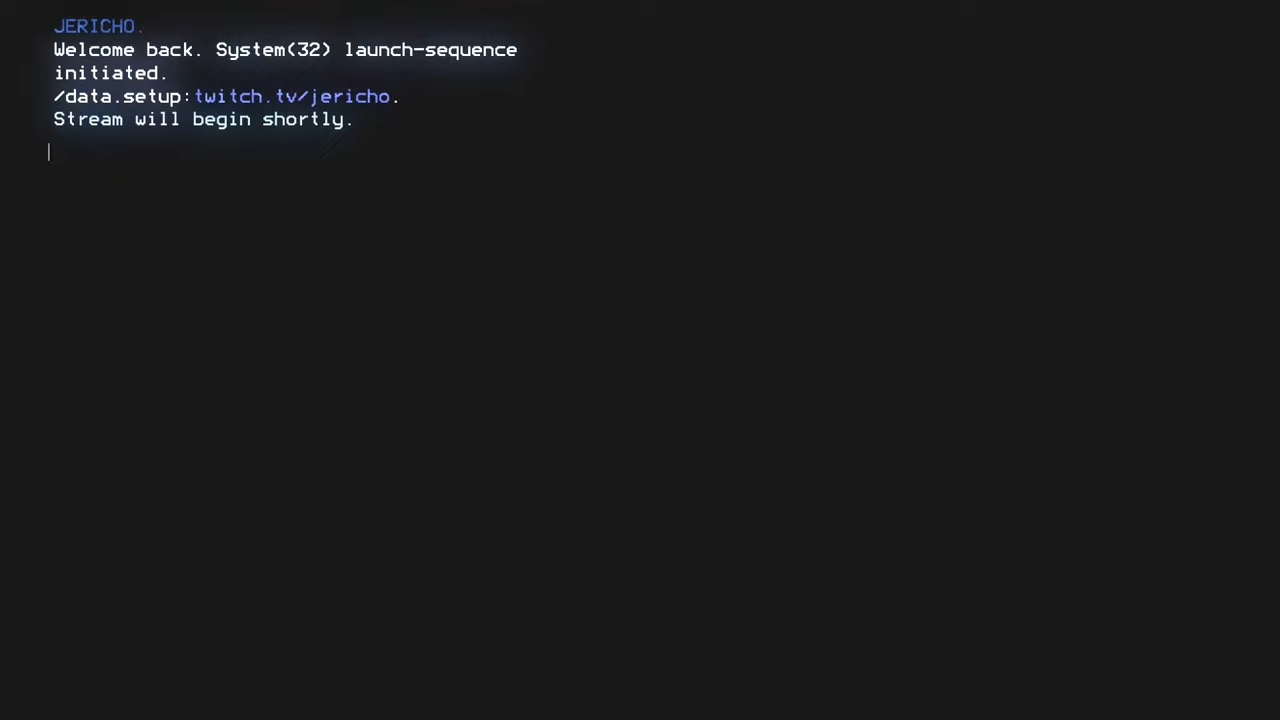 JERICHO.
Welcome back. System(32) launch-sequence
initiated.
/data.setup:twitch.tv/jericho.
Stream will begin shortly.